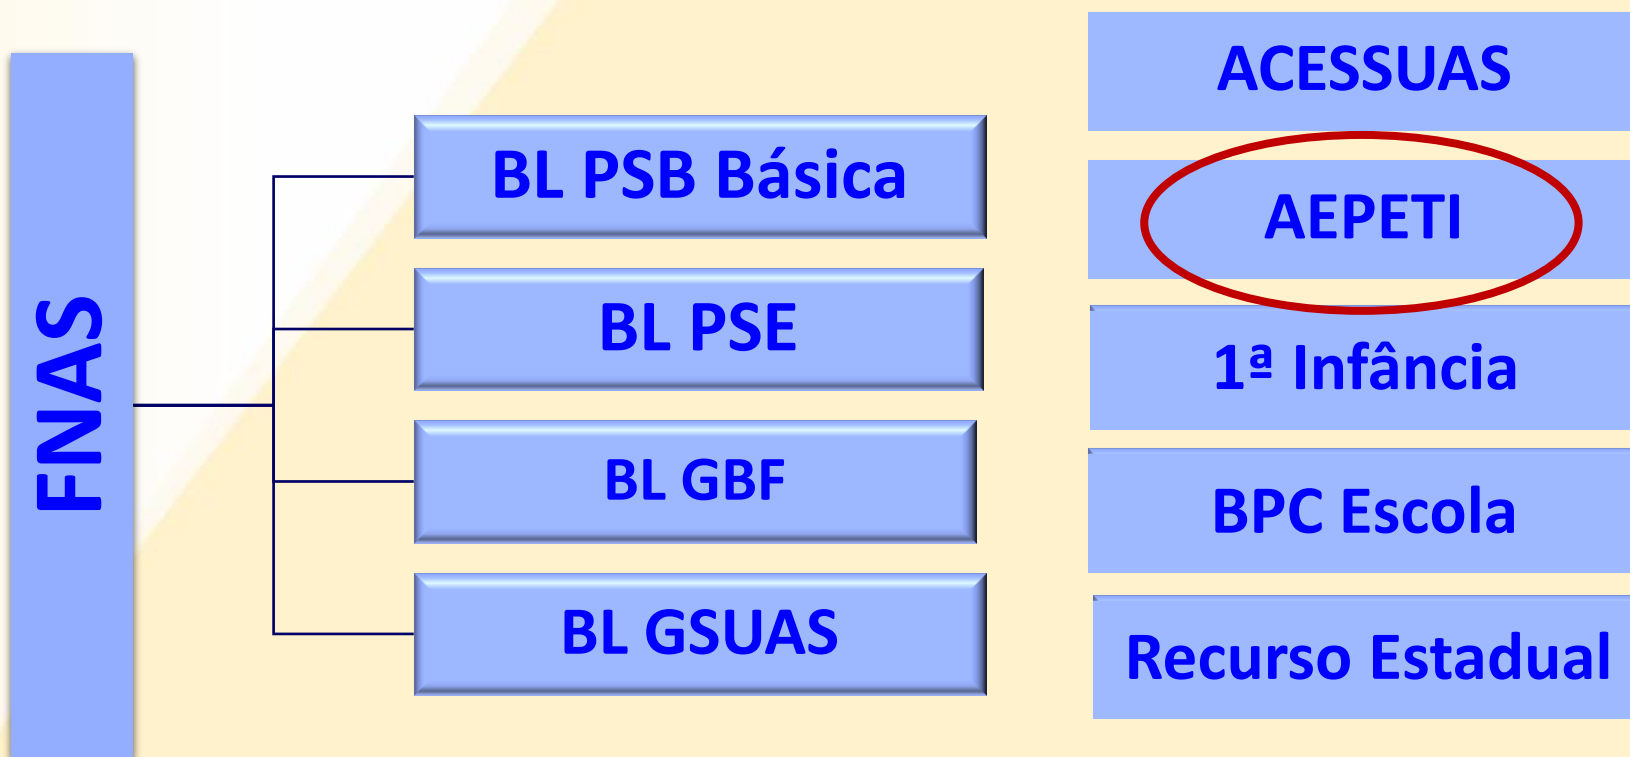 FNAS
BL PSB Básica
BL PSE
BL GBF
BL GSUAS
ACESSUAS
AEPETI
1ª Infância
BPC Escola
Recurso Estadual